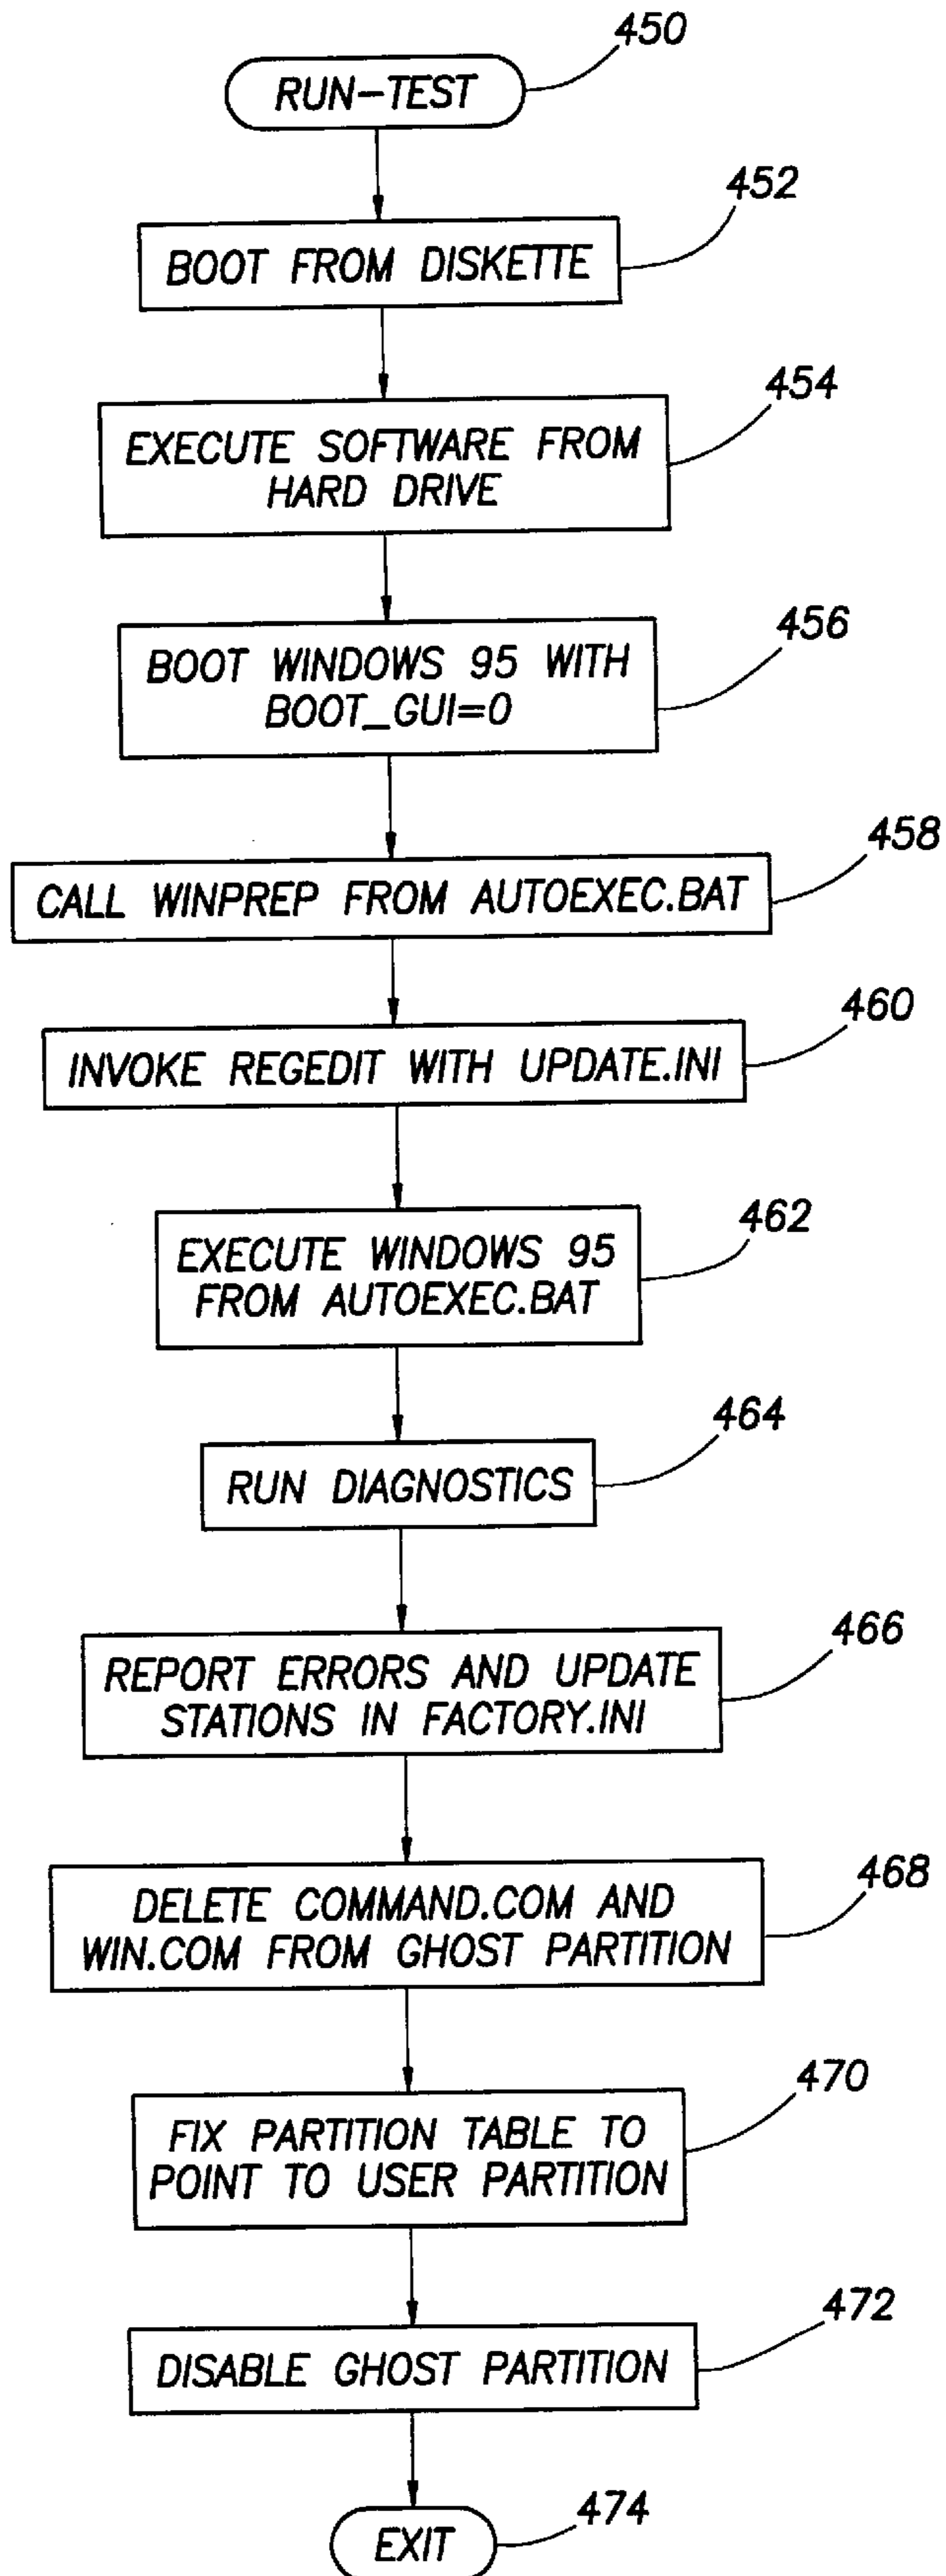 450
RUN-TEST
452
BOOT FROM DISKETTE
454
EXECUTE SOFTWARE FROM
HARD DRIVE
456
BOOT WINDOWS 95 WITH
BOOT_GUI=0
458
CALL WINPREP FROM AUTOEXEC.BAT
460
INVOKE REGEDIT WITH UPDATE.INI
462
EXECUTE WINDOWS 95
FROM AUTOEXEC.BAT
464
RUN DIAGNOSTICS
466
REPORT ERRORS AND UPDATE
STATIONS IN FACTORY.INI
468
DELETE COMMAND.COM AND
WIN.COM FROM GHOST PARTITION
470
FIX PARTITION TABLE TO
POINT TO USER PARTITION
472
DISABLE GHOST PARTITION
474
EXIT